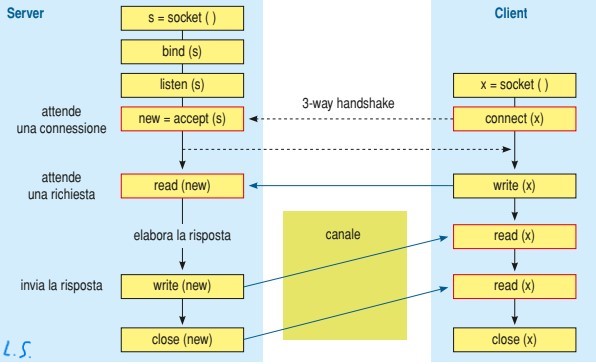 Server
Client
s = socket ( )
bind (s)
listen (s)
x = socket ( )
3-way handshake
attende
una connessione
new = accept (s)
connect (x)
attende
una richiesta
read (new)
write (x)
elabora la risposta
canale
read (x)
invia la risposta
write (new)
read (x)
close (new)
close (x)
L.S.